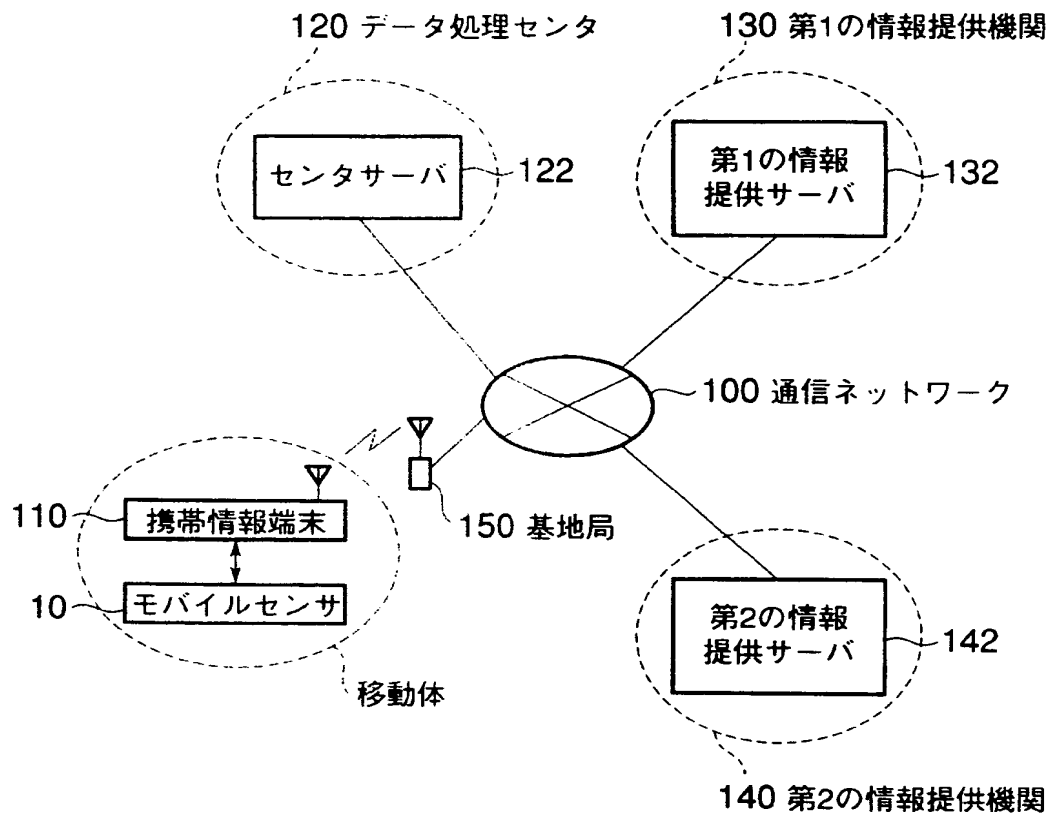 120 データ処理センタ
130 第1の情報提供機関
センタサーバ
122
第1の情報
提供サーバ
132
100 通信ネットワーク
110
携帯情報端末
150 基地局
10
モバイルセンサ
移動体
第2の情報
提供サーバ
142
140 第2の情報提供機関